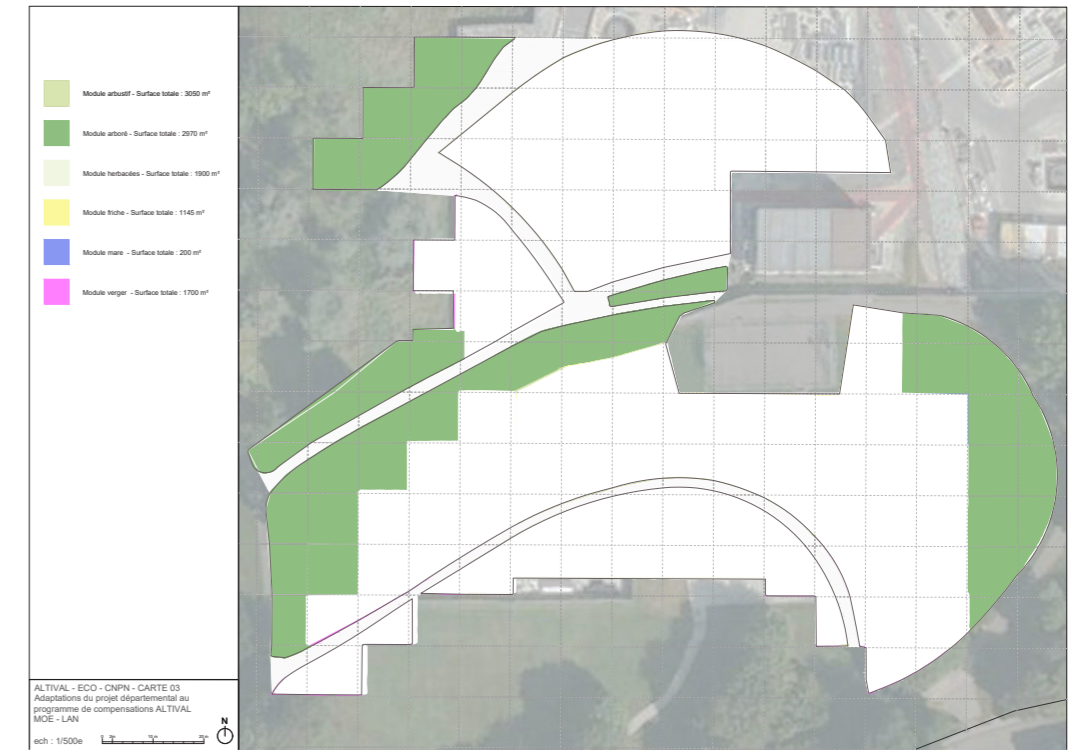 Module arbustif - Surface totale : 3050 m²
Module arboré - Surface totale : 2970 m²
Module herbacées - Surface totale : 1900 m²
Module friche - Surface totale : 1145 m²
Module mare - Surface totale : 200 m²
Module verger - Surface totale : 1700 m²
ALTIVAL - ECO - CNPN - CARTE 03
Adaptations du projet départemental au
programme de compensations ALTIVAL
MOE - LAN
N
ech : 1/500e